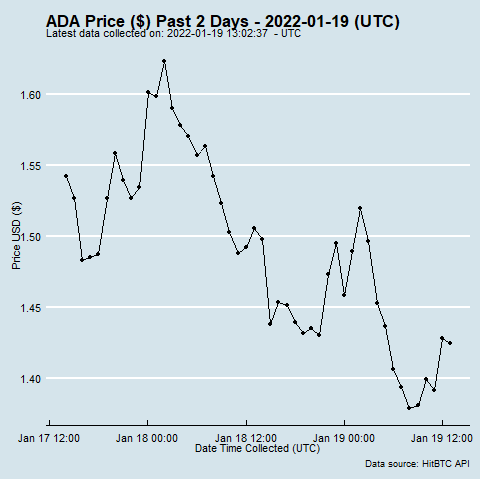 ADA Price ($) Past 2 Days - 2022-01-19 (UTC)
Latest data collected on: 2022-01-19 13:02:37 - UTC
1.60
1.55
1.50
1.45
1.40
Price USD ($)
Jan 17 12:00 Jan 18 00:00 Jan 18 12:00 Jan 19 00:00 Jan 19 12:00
Date Time Collected (UTC)
Data source: HitBTC API